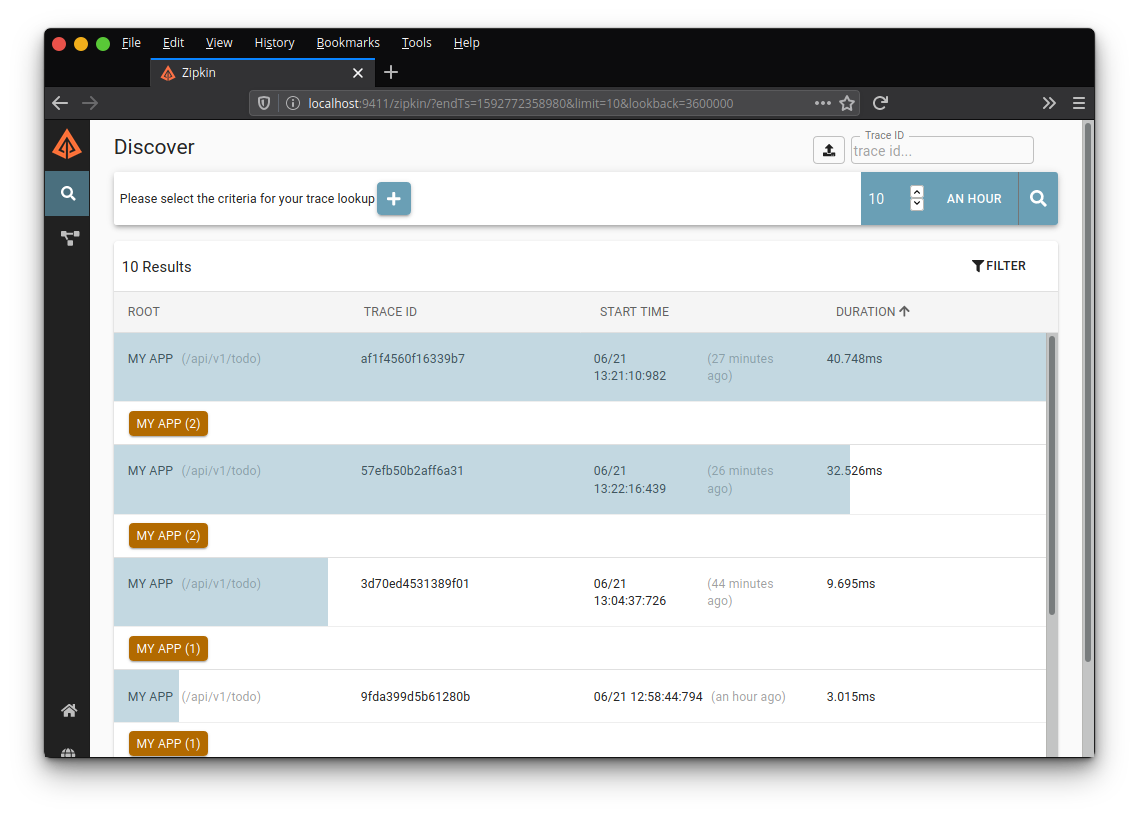 File Edit View History Bookmarks Tools Help
Zipkin
localhost:9411/zipkin/?endTs=1592772358980&limit=10&lookback=3600000
Discover
Trace ID
trace id...
Please select the criteria for your trace lookup
10
AN HOUR
10 Results
FILTER
ROOT TRACE ID START TIME DURATION
MY APP (/api/v1/todo) af1f4560f16339b7 06/21 (27 minutes 40.748ms
13:21:10:982 ago)
MY APP (2)
MY APP (/api/v1/todo) 57efb50b2aff6a31 06/21 (26 minutes 32.526ms
13:22:16:439 ago)
MY APP (2)
MY APP (/api/v1/todo) 3d70ed4531389f01 06/21 (44 minutes 9.695ms
13:04:37:726 ago)
MY APP (1)
MY APP (/api/v1/todo) 9fda399d5b61280b 06/21 12:58:44:794 (an hour ago) 3.015ms
MY APP (1)